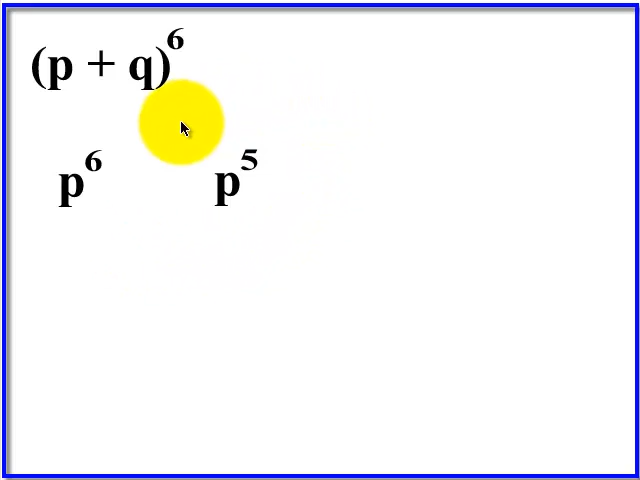 (p + q)⁶
p⁶ p⁵